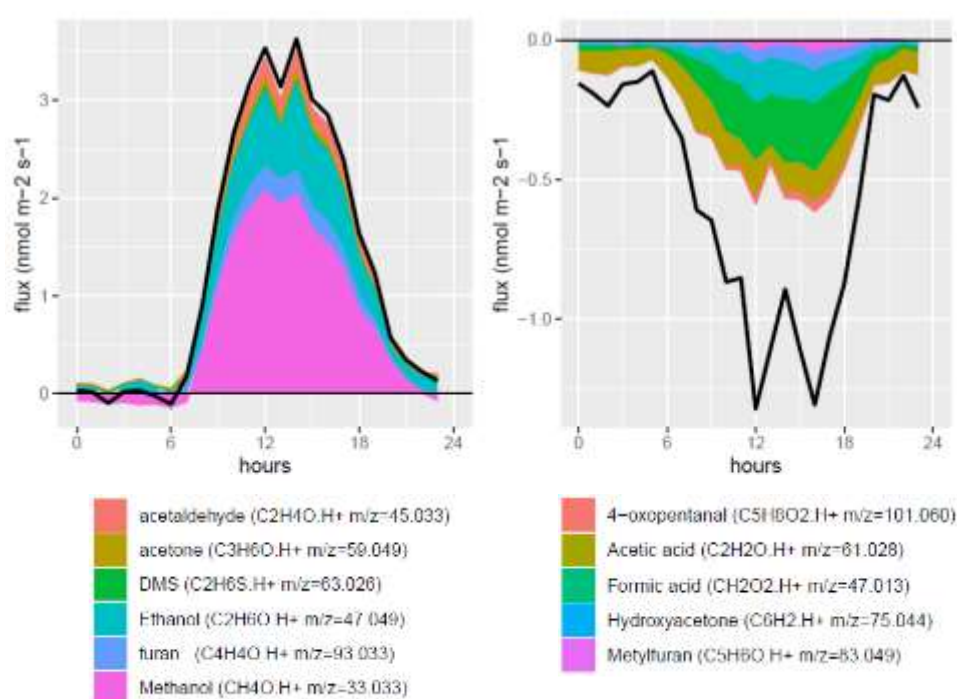 flux (nmol m−2 s−1
3
2
1
0
0 6 12 18 24
hours
acetaldehyde (C2H4O.H+ m/z=45.033)
acetone (C3H6O.H+ m/z=59.049)
DMS (C2H6S.H+ m/z=63.026)
Ethanol (C2H6O H+ m/z=47.049)
furan (C4H4O H+ m/z=93.033)
Methanol (CH4O.H+ m/z=33.033)
flux (nmol m−2 s−1
0.0
−0.5
−1.0
0 6 12 18 24
hours
4−oxopentanal (C5H8O2.H+ m/z=101.060)
Acetic acid (C2H2O.H+ m/z=61.028)
Formic acid (CH2O2.H+ m/z=47.013)
Hydroxyacetone (C6H2.H+ m/z=75.044)
Metylfuran (C5H6O H+ m/z=83.049)